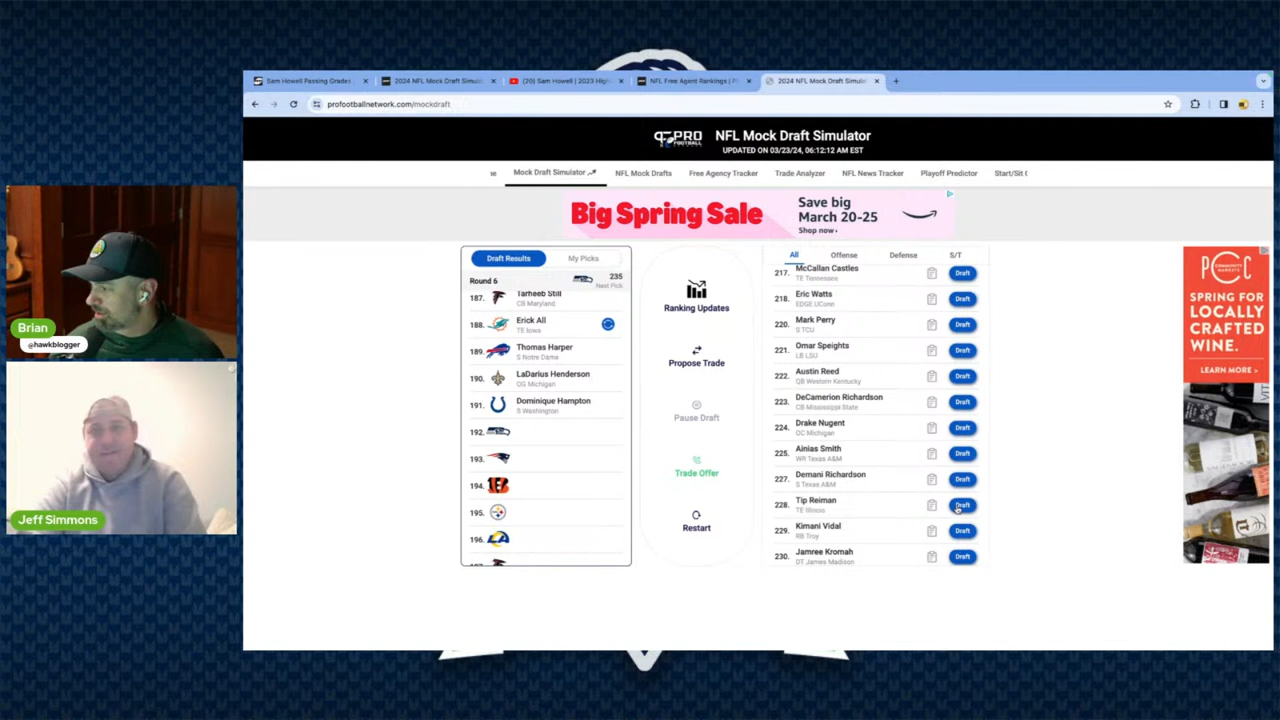 Sam Howell Passing Grades
2024 NFL Mock Draft Simul
(20) Sam Howell | 2023 High
NFL Free Agent Rankings | P
2024 NFL Mock Draft Simula
profootballnetwork.com/mockdraft
PRO
FOOTBALL
NFL Mock Draft Simulator
UPDATED ON 03/23/24, 06:12:12 AM EST
se
Mock Draft Simulator
NFL Mock Drafts
Free Agency Tracker
Trade Analyzer
NFL News Tracker
Playoff Predictor
Start/Sit (
Big Spring Sale
Save big
March 20-25
Shop now ›
Draft Results
My Picks
Round 6
235
Next Pick
187. Tarheeb Still
CB Maryland
188. Erick All
TE Iowa
189. Thomas Harper
S Notre Dame
190. LaDarius Henderson
OG Michigan
191. Dominique Hampton
S Washington
192.
193.
194.
195.
196.
Ranking Updates
Propose Trade
Pause Draft
Trade Offer
Restart
All
Offense
Defense
S/T
217. McCallan Castles
TE Tennessee
Draft
218. Eric Watts
EDGE UConn
Draft
220. Mark Perry
S TCU
Draft
221. Omar Speights
LB LSU
Draft
222. Austin Reed
QB Western Kentucky
Draft
223. DeCamerion Richardson
CB Mississippi State
Draft
224. Drake Nugent
OC Michigan
Draft
225. Ainias Smith
WR Texas A&M
Draft
227. Demani Richardson
S Texas A&M
Draft
228. Tip Reiman
TE Illinois
Draft
229. Kimani Vidal
RB Troy
Draft
230. Jamree Kromah
DT James Madison
Draft
PCC
COMMUNITY
MARKETS
SPRING FOR
LOCALLY
CRAFTED
WINE.
LEARN MORE >
Brian
@hawkblogger
Jeff Simmons